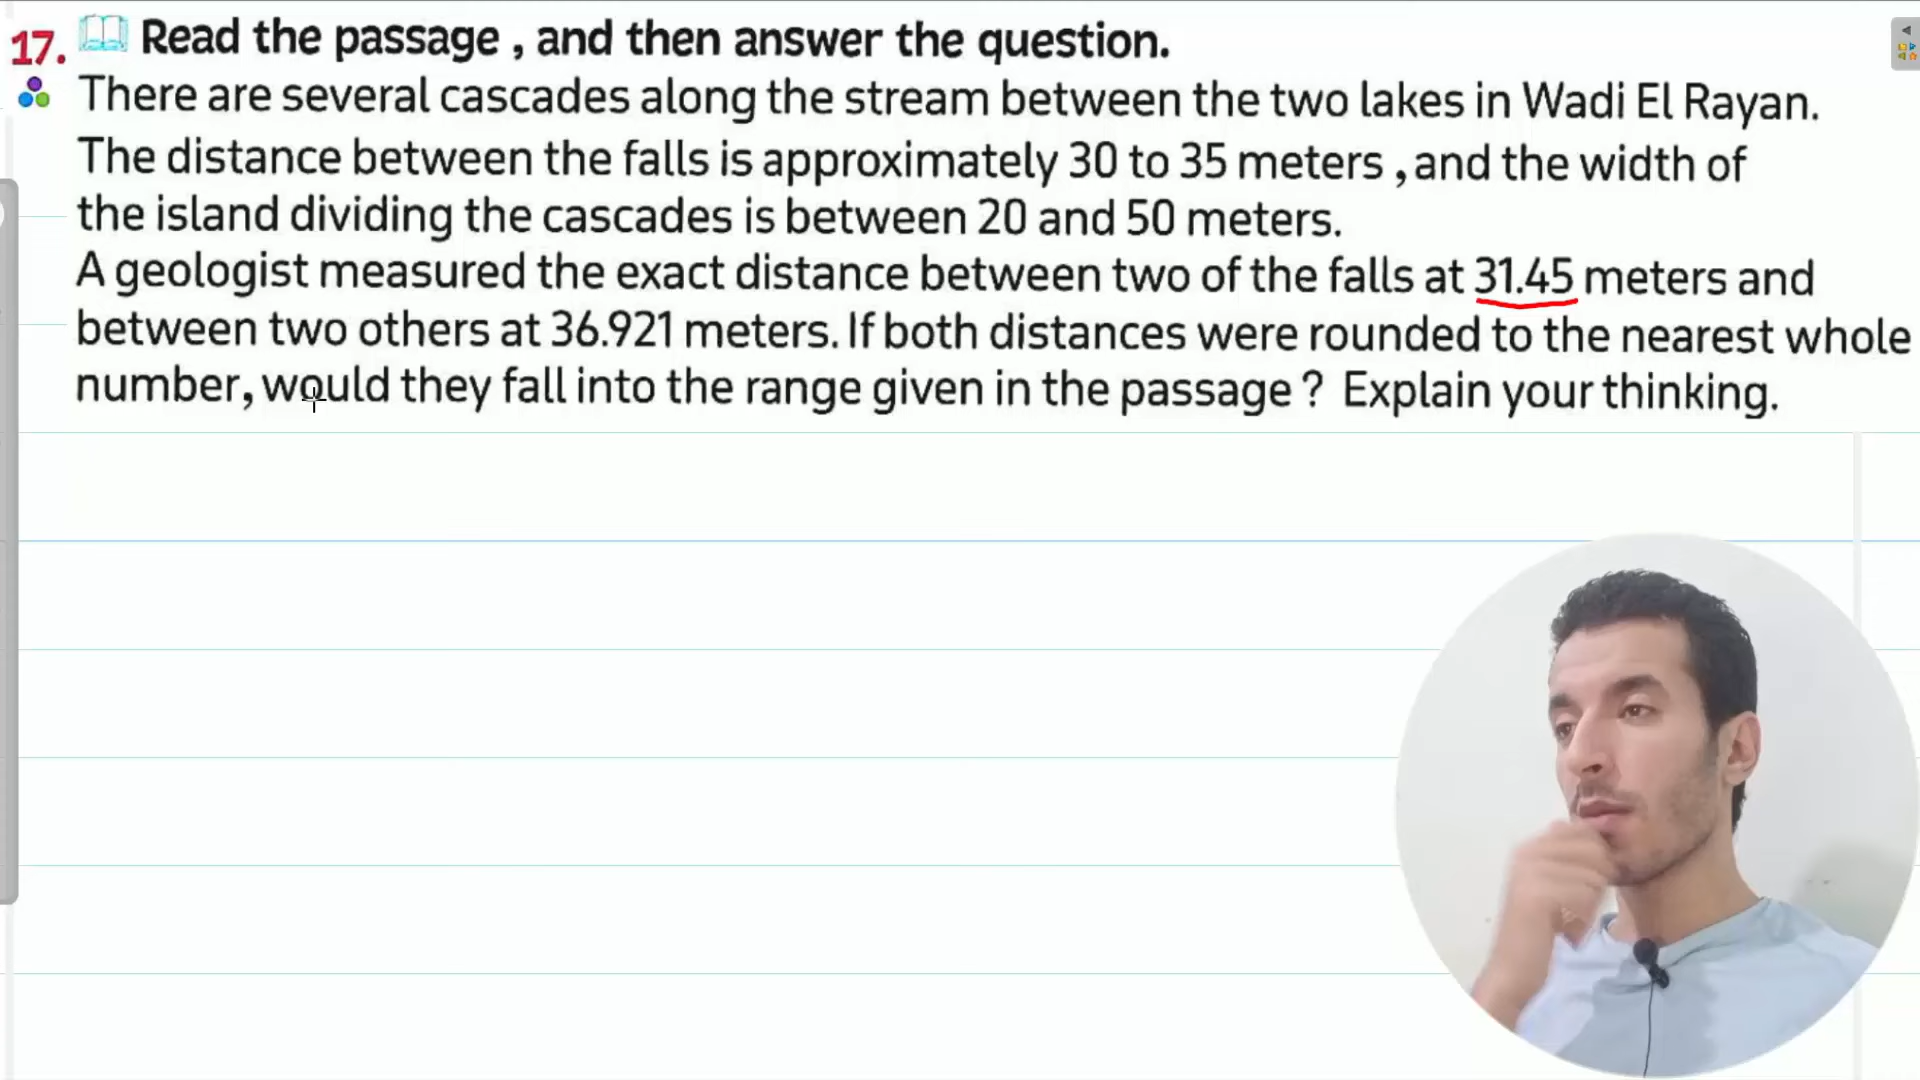 17. Read the passage , and then answer the question.
There are several cascades along the stream between the two lakes in Wadi El Rayan.
The distance between the falls is approximately 30 to 35 meters , and the width of
the island dividing the cascades is between 20 and 50 meters.
A geologist measured the exact distance between two of the falls at 31.45 meters and
between two others at 36.921 meters. If both distances were rounded to the nearest whole
number, would they fall into the range given in the passage ? Explain your thinking.